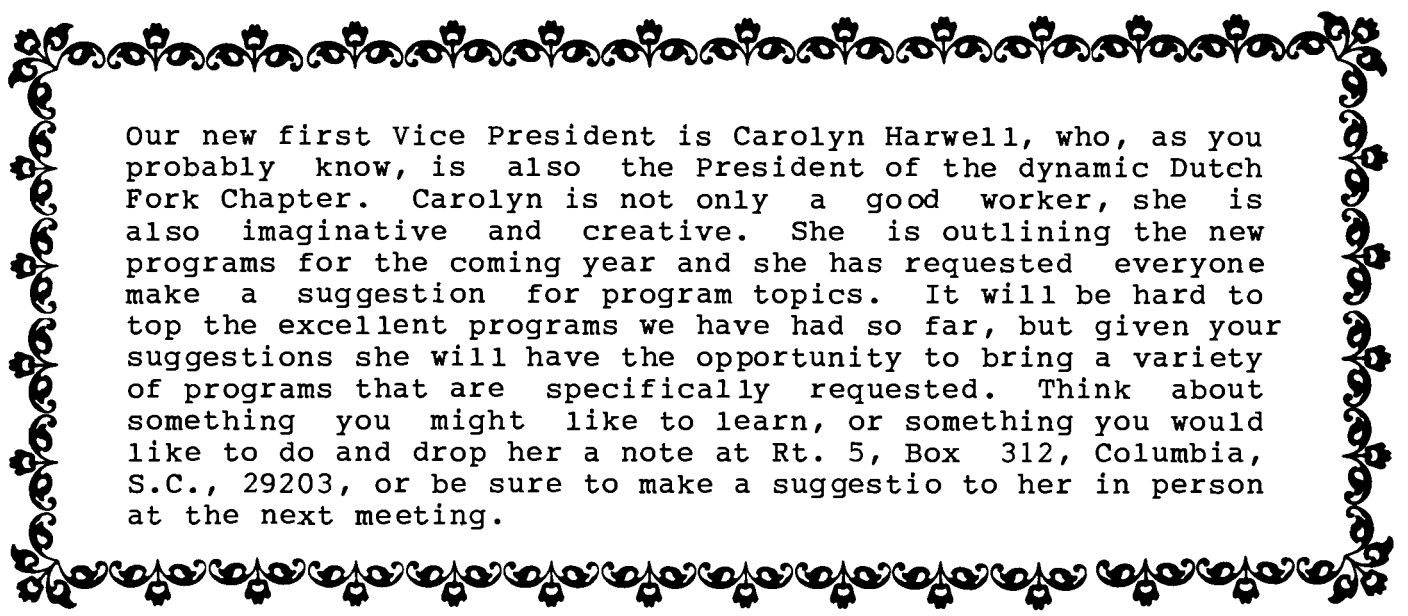 Our new first Vice President is Carolyn Harwell, who, as you
probably know, is also the President of the dynamic Dutch
Fork Chapter. Carolyn is not only a good worker, she is
also imaginative and creative. She is outlining the new
programs for the coming year and she has requested everyone
make a suggestion for program topics. It will be hard to
top the excellent programs we have had so far, but given your
suggestions she will have the opportunity to bring a variety
of programs that are specifically requested. Think about
something you might like to learn, or something you would
like to do and drop her a note at Rt. 5, Box 312, Columbia,
S.C., 29203, or be sure to make a suggestio to her in person
at the next meeting.